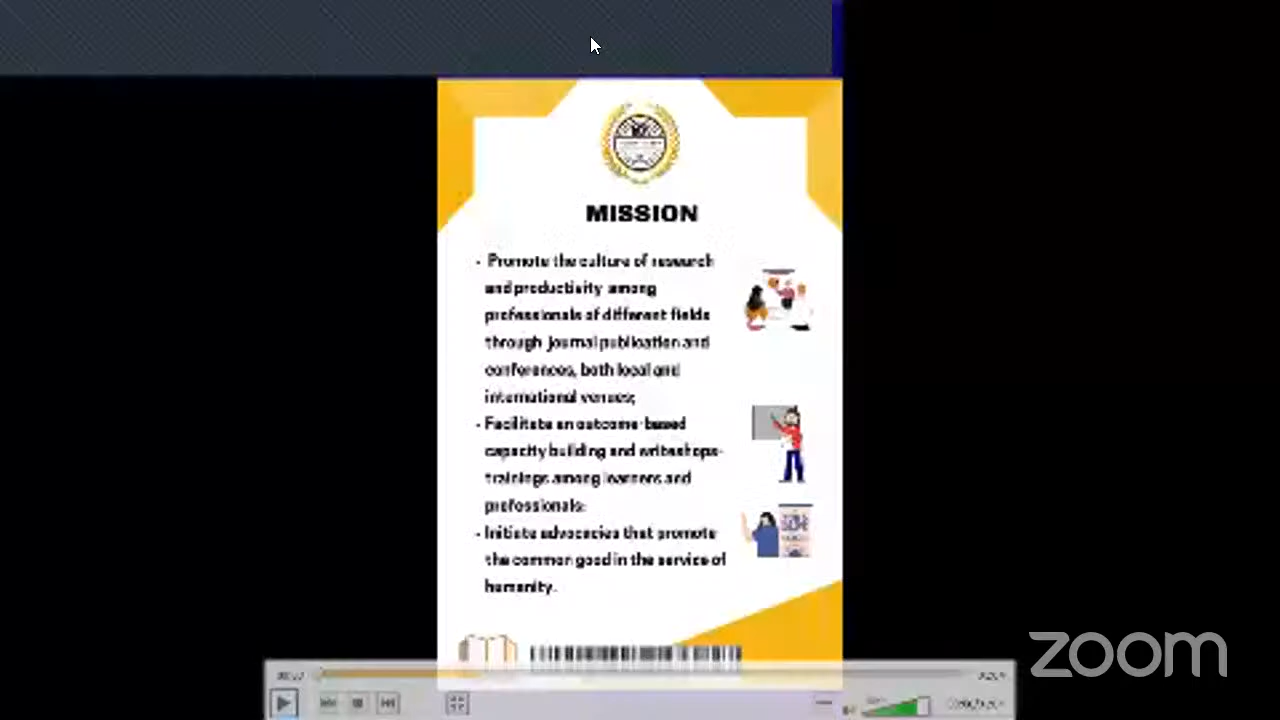 MISSION
- Promote the culture of research
and productivity among
professionals of different fields
through journal publication and
conferences, both local and
international venues;
- Facilitate an outcome-based
capacity building and writeshops-
trainings among learners and
professionals;
- Initiate advocacies that promote
the common good in the service of
humanity.
zoom